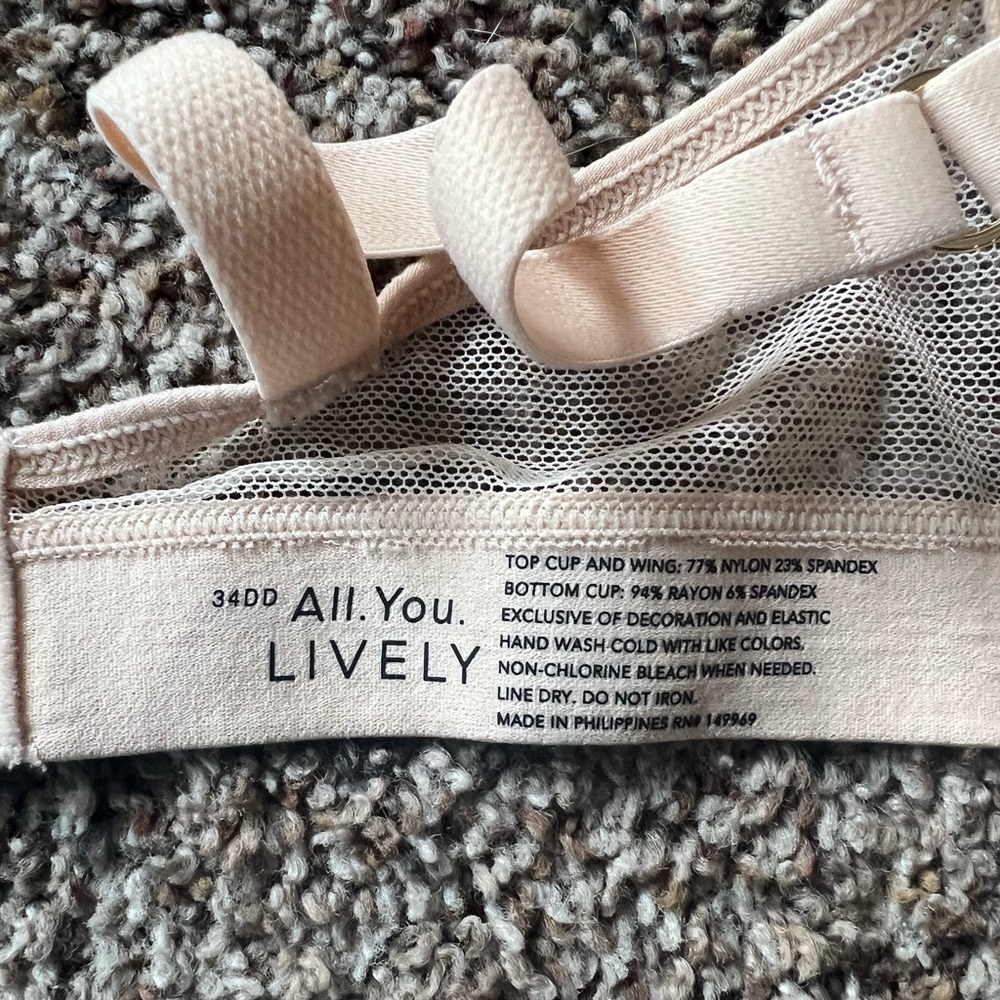 34DD All.You.
LIVELY
TOP CUP AND WING: 77% NYLON 23% SPANDEX
BOTTOM CUP: 94% RAYON 6% SPANDEX
EXCLUSIVE OF DECORATION AND ELASTIC
HAND WASH COLD WITH LIKE COLORS.
NON-CHLORINE BLEACH WHEN NEEDED.
LINE DRY. DO NOT IRON.
MADE IN PHILIPPINES RN# 149969